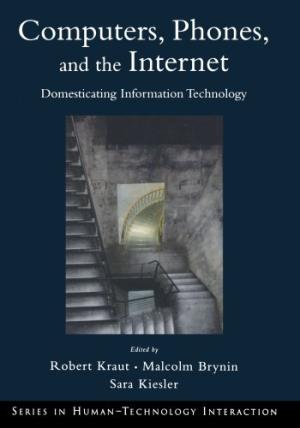 Computers, Phones,
and the Internet
Domesticating Information Technology
Edited by
Robert Kraut • Malcolm Brynin
Sara Kiesler
Series in Human–Technology Interaction